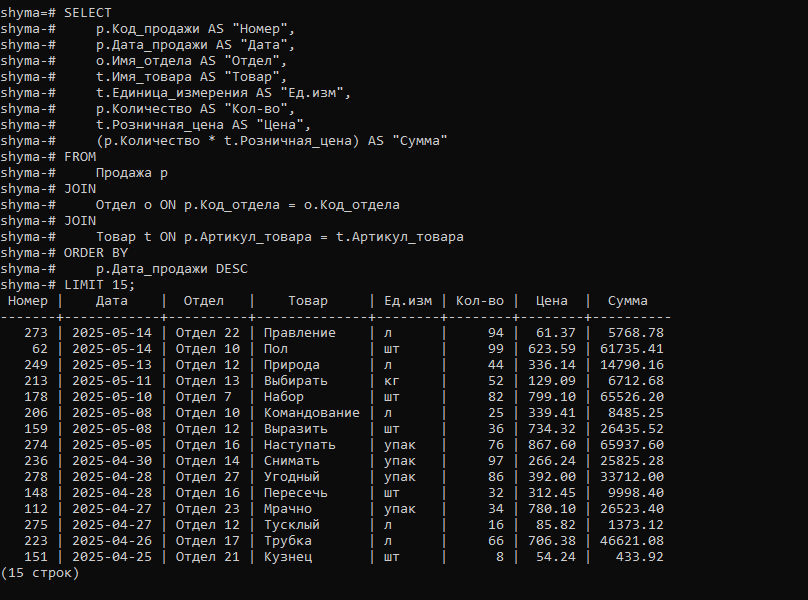 shyma=# SELECT
shyma-#     p.Код_продажи AS "Номер",
shyma-#     p.Дата_продажи AS "Дата",
shyma-#     o.Имя_отдела AS "Отдел",
shyma-#     t.Имя_товара AS "Товар",
shyma-#     t.Единица_измерения AS "Ед.изм",
shyma-#     p.Количество AS "Кол-во",
shyma-#     t.Розничная_цена AS "Цена",
shyma-#     (p.Количество * t.Розничная_цена) AS "Сумма"
shyma-# FROM
shyma-#     Продажа p
shyma-# JOIN
shyma-#     Отдел o ON p.Код_отдела = o.Код_отдела
shyma-# JOIN
shyma-#     Товар t ON p.Артикул_товара = t.Артикул_товара
shyma-# ORDER BY
shyma-#     p.Дата_продажи DESC
shyma-# LIMIT 15;
 Номер |    Дата    |  Отдел   |    Товар     | Ед.изм | Кол-во |  Цена  |  Сумма
-------+------------+----------+--------------+--------+--------+--------+----------
   273 | 2025-05-14 | Отдел 22 | Правление    | л      |     94 |  61.37 |  5768.78
    62 | 2025-05-14 | Отдел 10 | Пол          | шт     |     99 | 623.59 | 61735.41
   249 | 2025-05-13 | Отдел 12 | Природа      | л      |     44 | 336.14 | 14790.16
   213 | 2025-05-11 | Отдел 13 | Выбирать     | кг     |     52 | 129.09 |  6712.68
   178 | 2025-05-10 | Отдел 7  | Набор        | шт     |     82 | 799.10 | 65526.20
   206 | 2025-05-08 | Отдел 10 | Командование | л      |     25 | 339.41 |  8485.25
   159 | 2025-05-08 | Отдел 12 | Выразить     | шт     |     36 | 734.32 | 26435.52
   274 | 2025-05-05 | Отдел 16 | Наступать    | упак   |     76 | 867.60 | 65937.60
   236 | 2025-04-30 | Отдел 14 | Снимать      | упак   |     97 | 266.24 | 25825.28
   278 | 2025-04-28 | Отдел 27 | Угодный      | упак   |     86 | 392.00 | 33712.00
   148 | 2025-04-28 | Отдел 16 | Пересечь     | шт     |     32 | 312.45 |  9998.40
   112 | 2025-04-27 | Отдел 23 | Мрачно       | упак   |     34 | 780.10 | 26523.40
   275 | 2025-04-27 | Отдел 12 | Тусклый      | л      |     16 |  85.82 |  1373.12
   223 | 2025-04-26 | Отдел 17 | Трубка       | л      |     66 | 706.38 | 46621.08
   151 | 2025-04-25 | Отдел 21 | Кузнец       | шт     |      8 |  54.24 |   433.92
(15 строк)